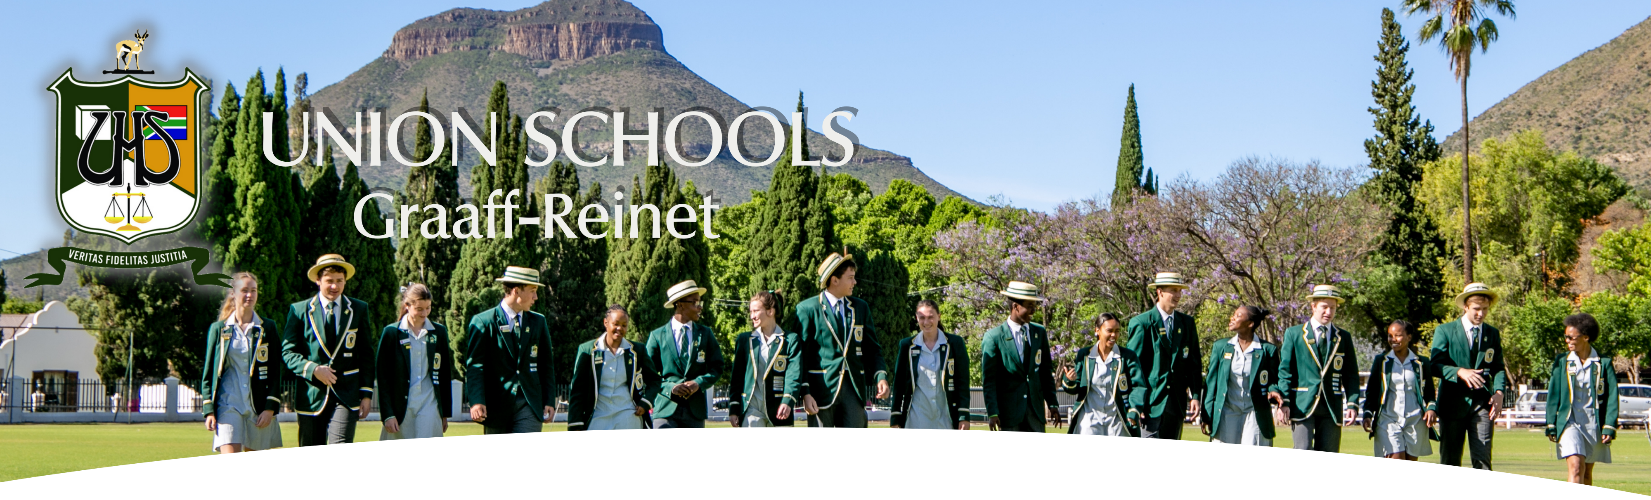 UHS
UNION SCHOOLS
Graaff-Reinet
VERITAS FIDELITAS JUSTITIA